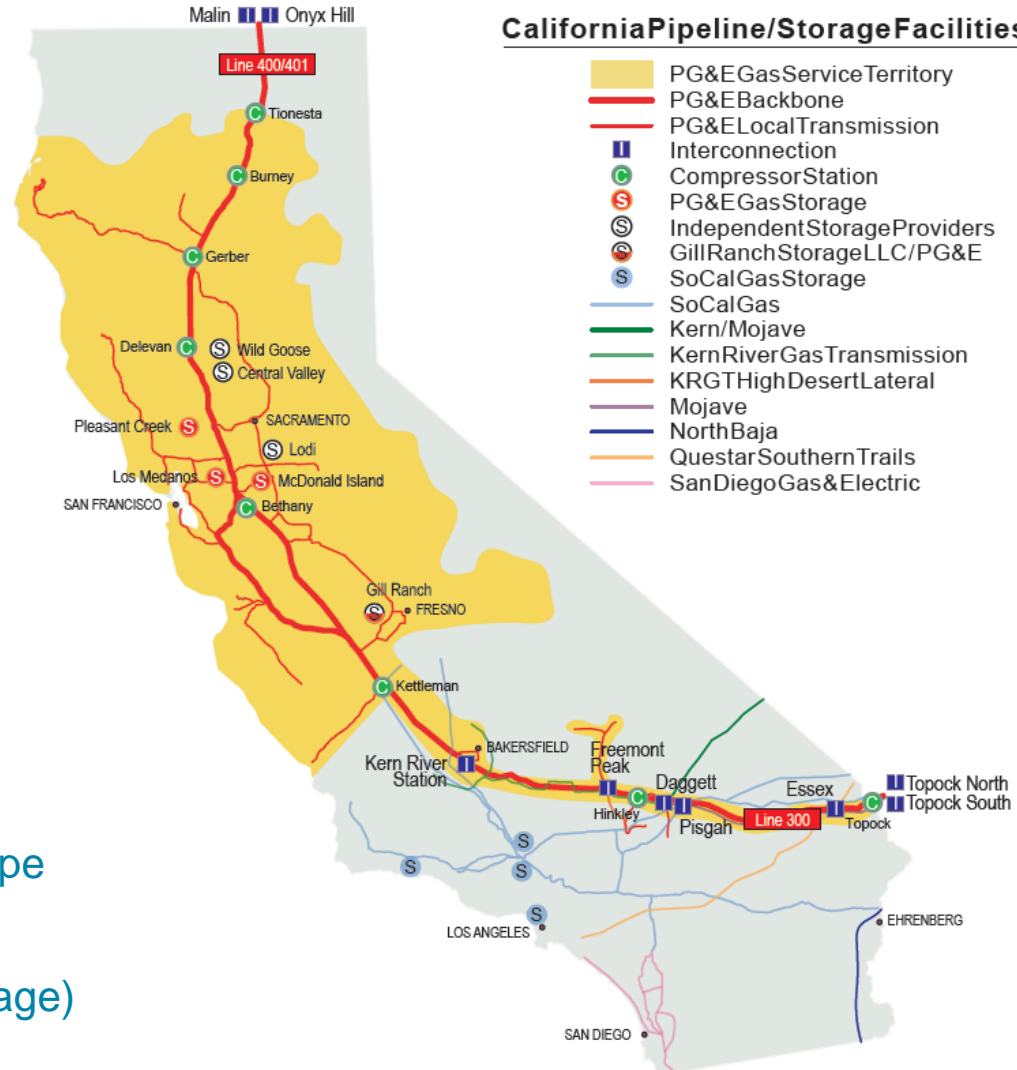 Malin Onyx Hill
Line 400/401
Tionesta
Burney
Gerber
Delevan
Wild Goose
Central Valley
Pleasant Creek
SACRAMENTO
Lodi
Los Medanos
McDonald Island
SAN FRANCISCO
Bethany
Gill Ranch
FRESNO
Kettleman
BAKERSFIELD
Kern River
Station
Freemont
Peak
Hinkley
Daggett
Pisgah
Line 300
Essex
Topock
Topock North
Topock South
LOS ANGELES
EHRENBERG
SAN DIEGO
CaliforniaPipeline/StorageFacilities
PG&EGasServiceTerritory
PG&EBackbone
PG&ELocalTransmission
I Interconnection
C CompressorStation
S PG&EGasStorage
S IndependentStorageProviders
S GillRanchStorageLLC/PG&E
S SoCalGasStorage
SoCalGas
Kern/Mojave
KernRiverGasTransmission
KRGTHighDesertLateral
Mojave
NorthBaja
QuestarSouthernTrails
SanDiegoGas&Electric
pe
age)